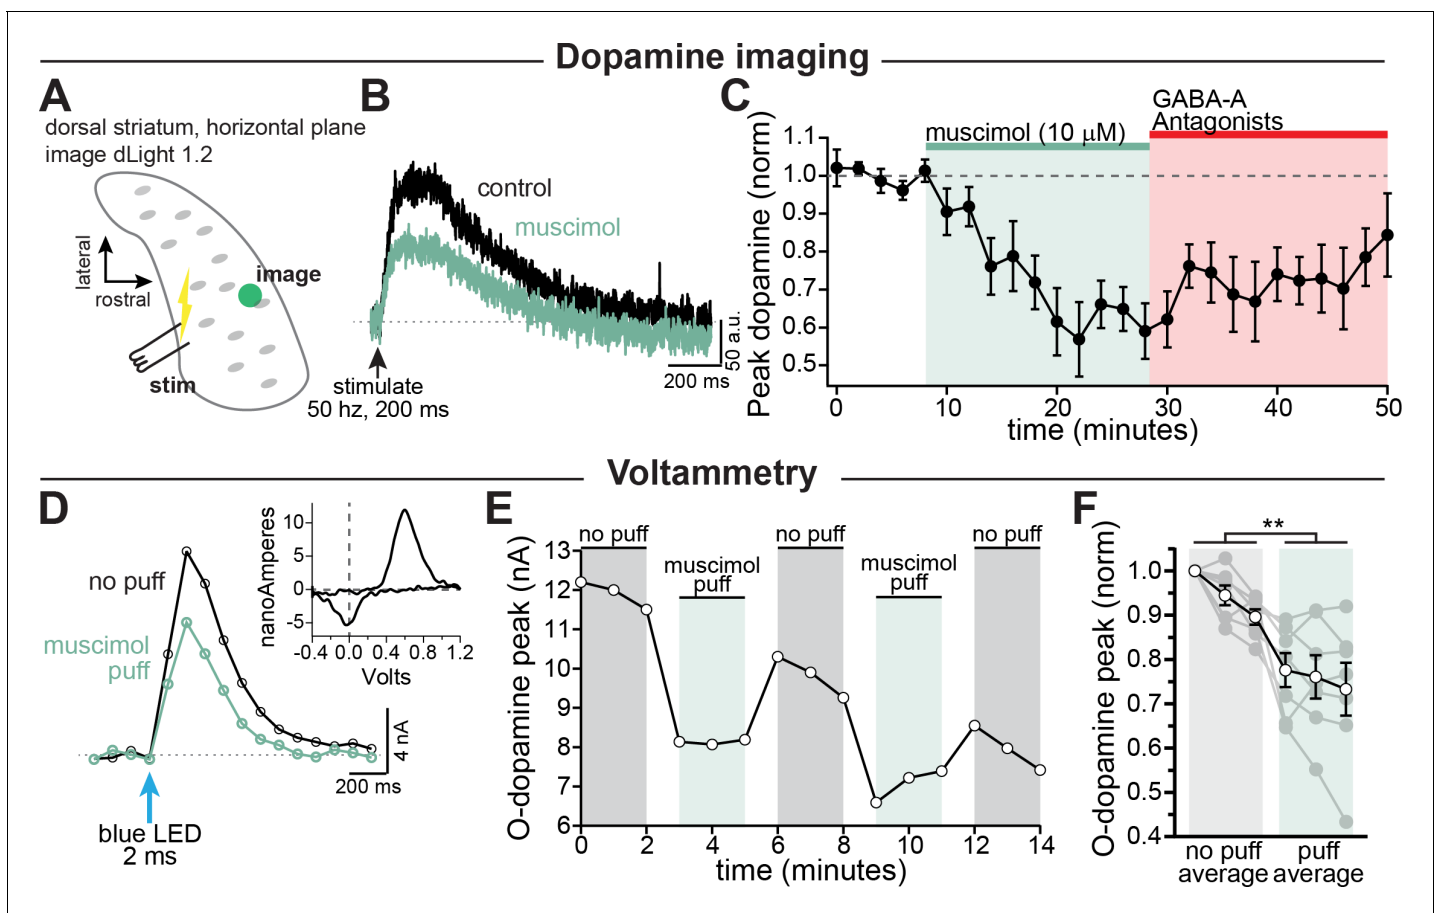 Dopamine imaging
A
dorsal striatum, horizontal plane
image dLight 1.2
lateral
rostral
image
stim
B
control
muscimol
stimulate
50 hz, 200 ms
50 a.u.
200 ms
C
GABA-A
Antagonists
muscimol (10 µM)
Peak dopamine (norm)
1.1
1.0
0.9
0.8
0.7
0.6
0.5
0 10 20 30 40 50
time (minutes)
Voltammetry
D
no puff
muscimol
puff
blue LED
2 ms
4 nA
200 ms
nanoAmperes
10
5
0
-5
-0.4 0.0 0.4 0.8 1.2
Volts
E
no puff
muscimol
puff
no puff
muscimol
puff
no puff
O-dopamine peak (nA)
13
12
11
10
9
8
7
6
0 2 4 6 8 10 12 14
time (minutes)
F
**
O-dopamine peak (norm)
1.0
0.9
0.8
0.7
0.6
0.5
0.4
no puff
average
puff
average